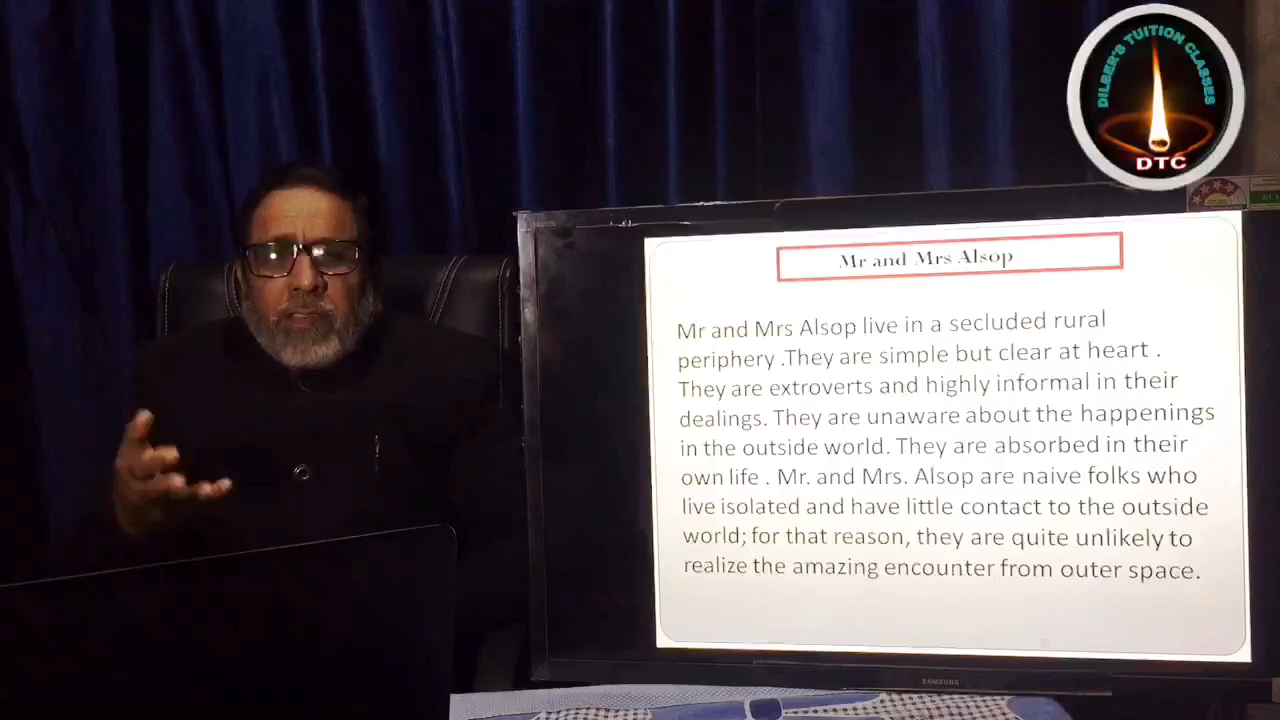 DILBER'S TUITION CLASSES
DTC
Mr and Mrs Alsop
Mr and Mrs Alsop live in a secluded rural
periphery .They are simple but clear at heart .
They are extroverts and highly informal in their
dealings. They are unaware about the happenings
in the outside world. They are absorbed in their
own life . Mr. and Mrs. Alsop are naive folks who
live isolated and have little contact to the outside
world; for that reason, they are quite unlikely to
realize the amazing encounter from outer space.
SAMSUNG